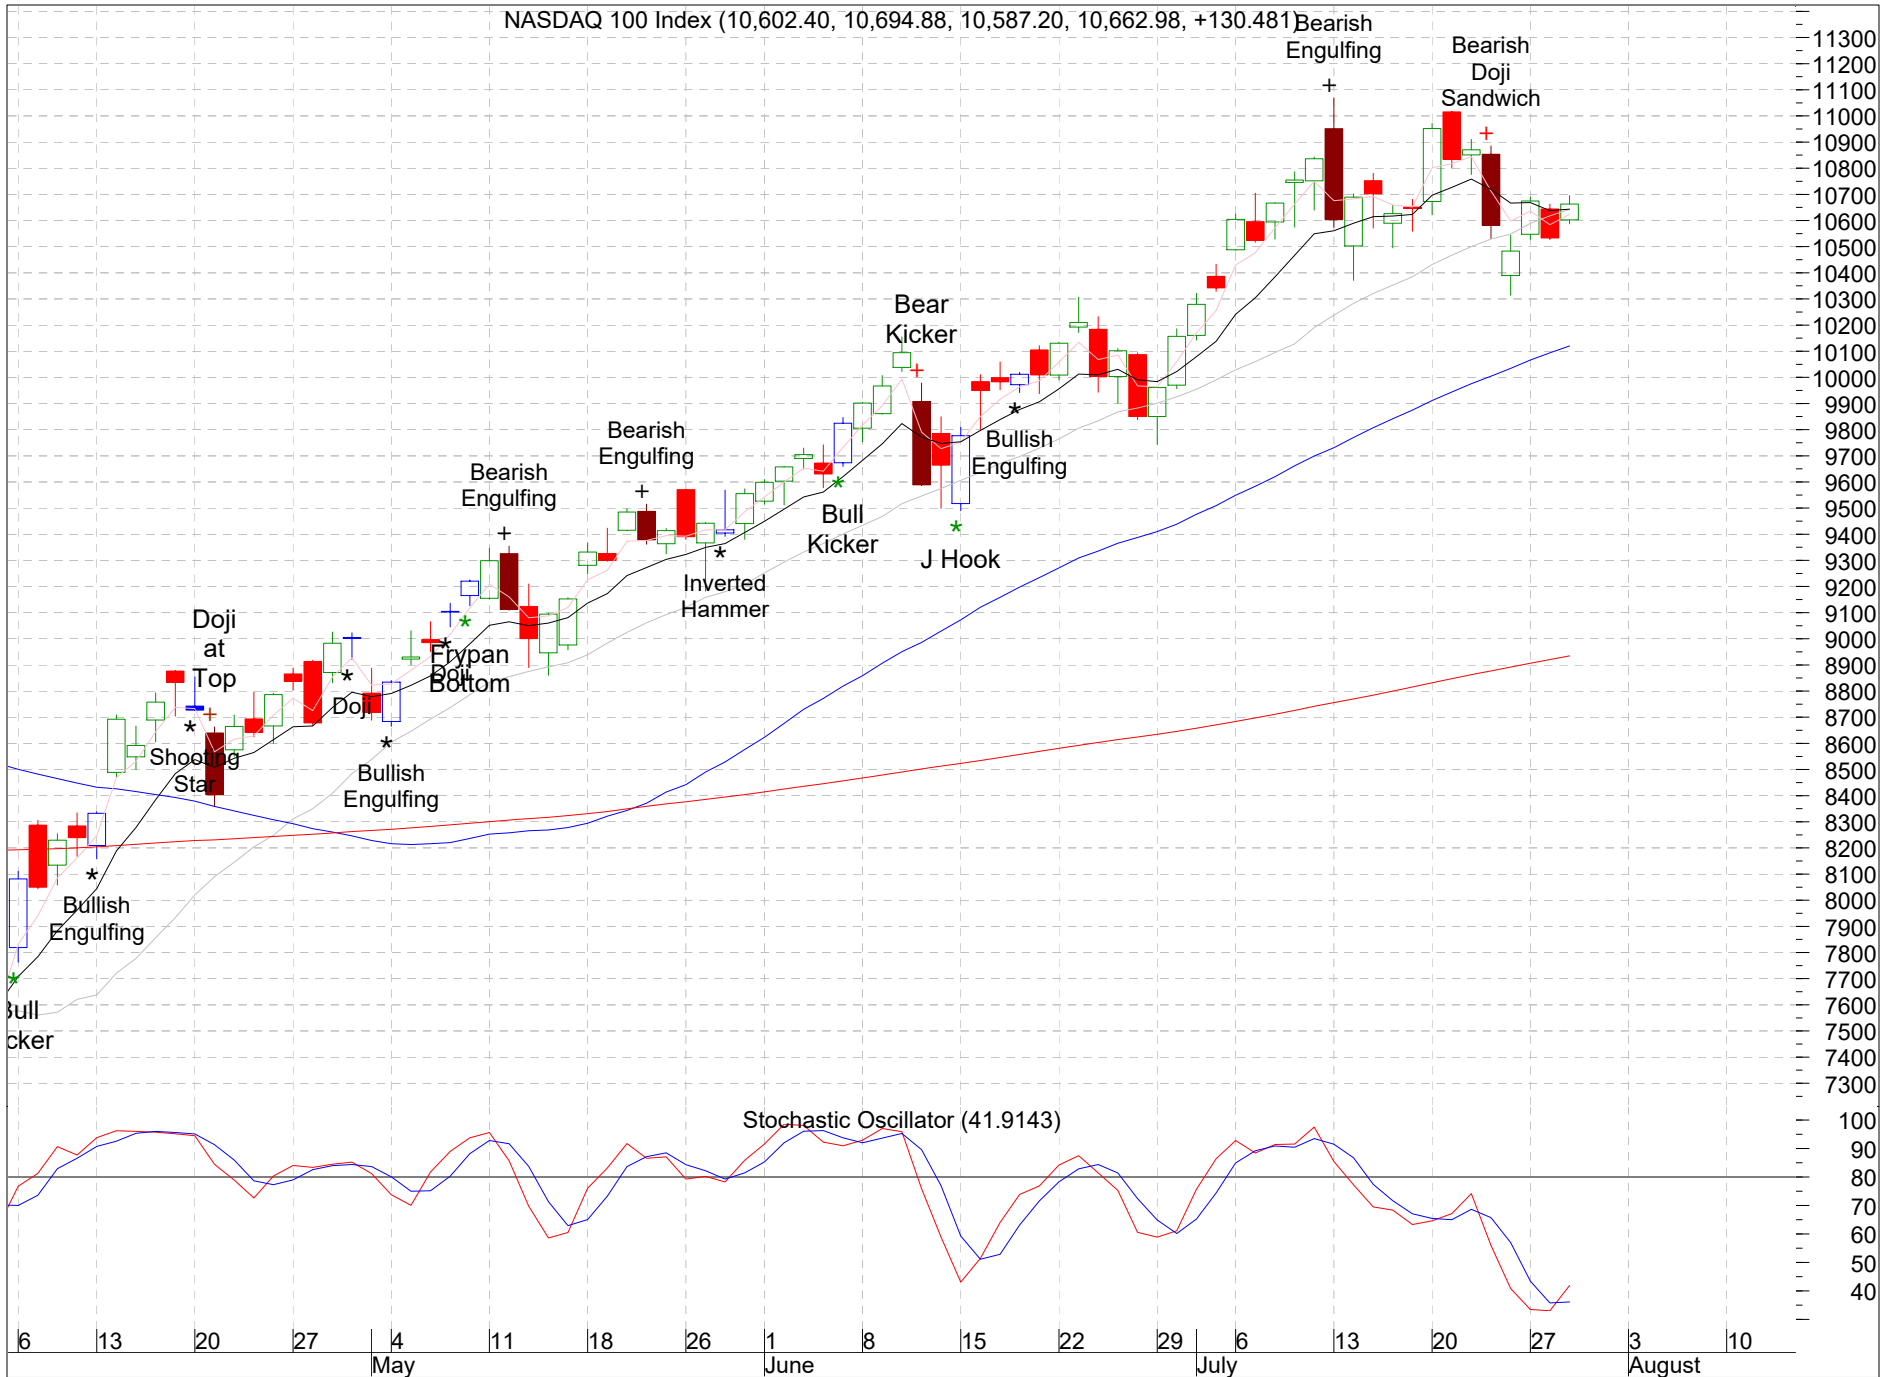 NASDAQ 100 Index (10,602.40, 10,694.88, 10,587.20, 10,662.98, +130.481)
Bearish
Engulfing
Bearish
Doji
Sandwich
Bear
Kicker
Bearish
Engulfing
Bearish
Engulfing
Bullish
Engulfing
Bull
Kicker
J Hook
Inverted
Hammer
Doji
at
Top
Frypan
Doji
Bottom
Doji
Shooting
Star
Bullish
Engulfing
Bullish
Engulfing
Bull
cker
11300
11200
11100
11000
10900
10800
10700
10600
10500
10400
10300
10200
10100
10000
9900
9800
9700
9600
9500
9400
9300
9200
9100
9000
8900
8800
8700
8600
8500
8400
8300
8200
8100
8000
7900
7800
7700
7600
7500
7400
7300
Stochastic Oscillator (41.9143)
100
90
80
70
60
50
40
6 13 20 27 4 11 18 26 1 8 15 22 29 6 13 20 27 3 10
May June July August